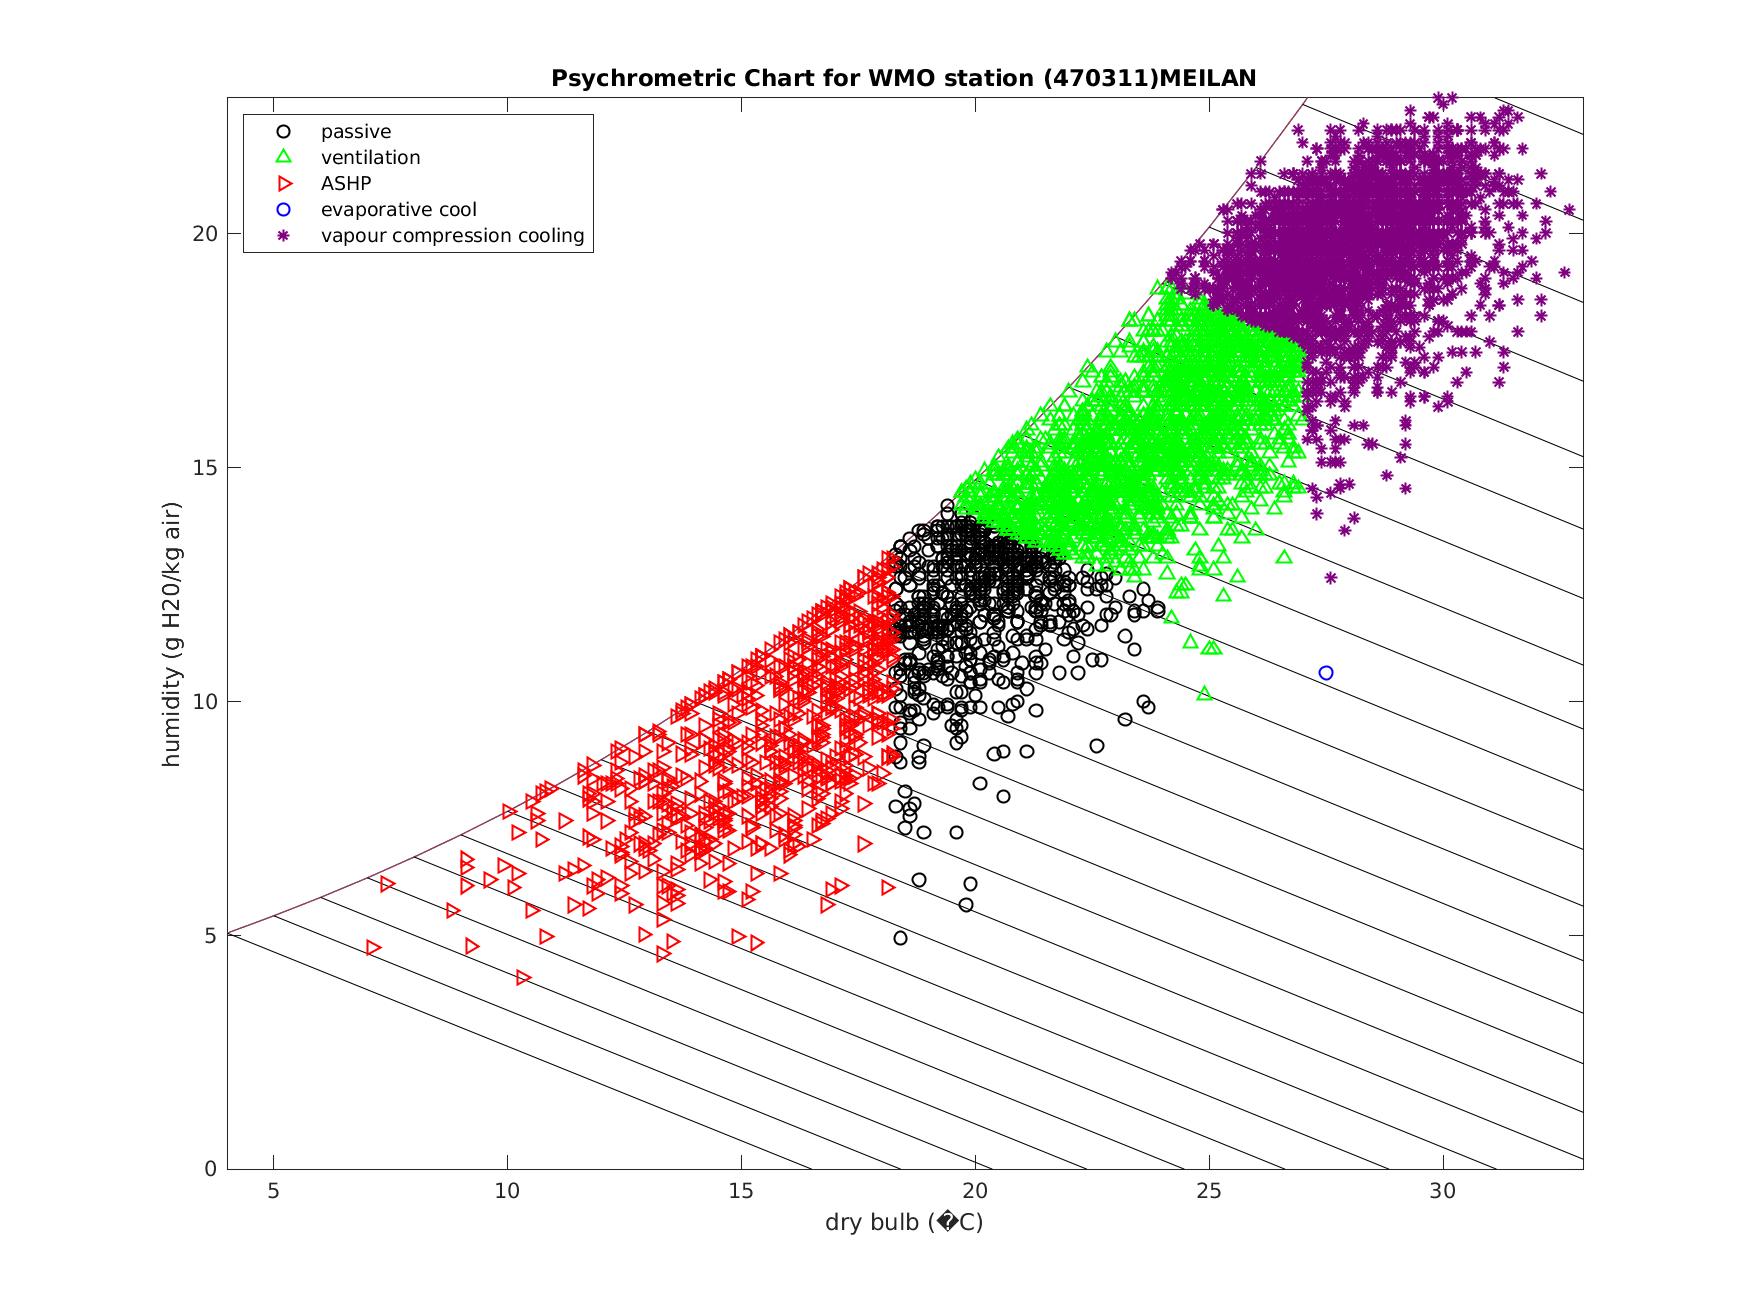 Psychrometric Chart for WMO station (470311)MEILAN
passive
ventilation
ASHP
evaporative cool
vapour compression cooling
humidity (g H20/kg air)
20
15
10
5
0
5 10 15 20 25 30
dry bulb (�C)